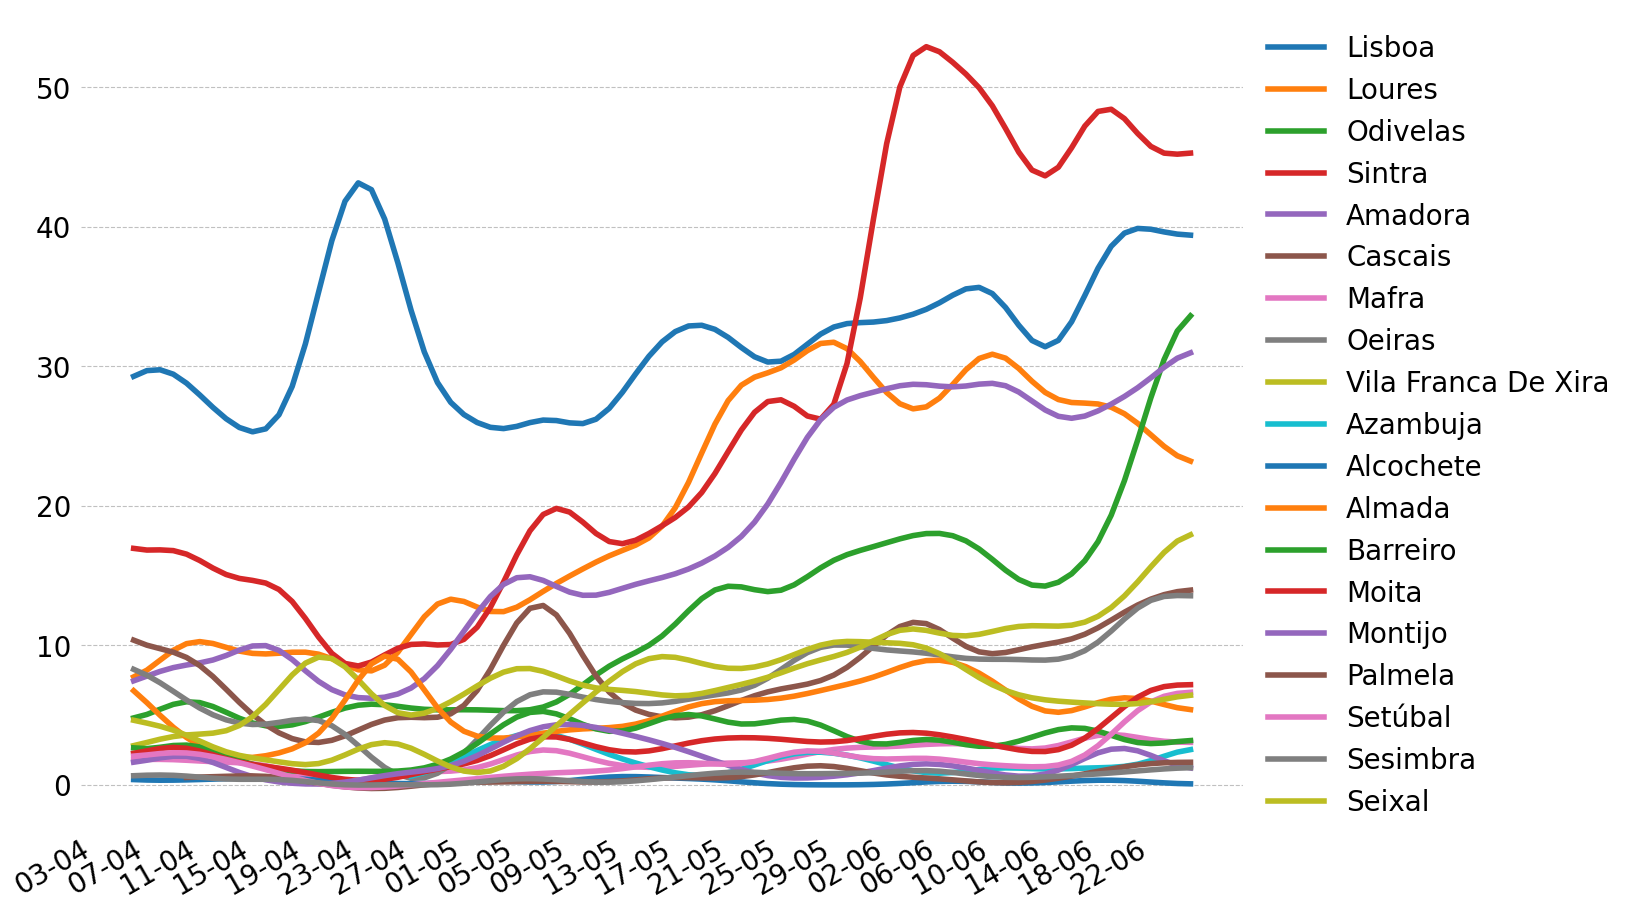 50
40
30
20
10
0
03-04
07-04
11-04
15-04
19-04
23-04
27-04
01-05
05-05
09-05
13-05
17-05
21-05
25-05
29-05
02-06
06-06
10-06
14-06
18-06
22-06
Lisboa
Loures
Odivelas
Sintra
Amadora
Cascais
Mafra
Oeiras
Vila Franca De Xira
Azambuja
Alcochete
Almada
Barreiro
Moita
Montijo
Palmela
Setúbal
Sesimbra
Seixal